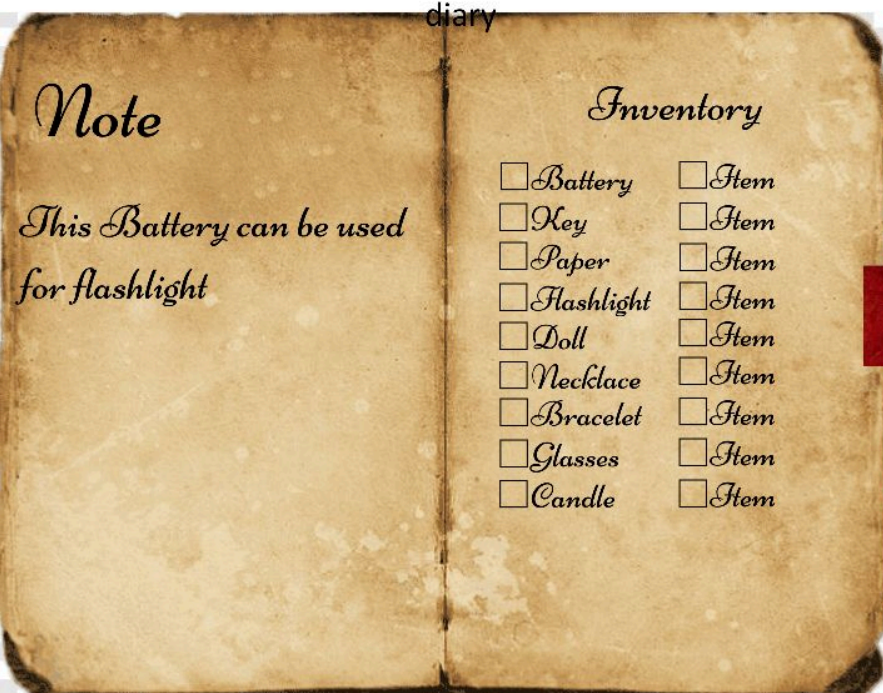 diary
Note
This Battery can be used
for flashlight
Inventory
Battery
Key
Paper
Flashlight
Doll
Necklace
Bracelet
Glasses
Candle
Item
Item
Item
Item
Item
Item
Item
Item
Item